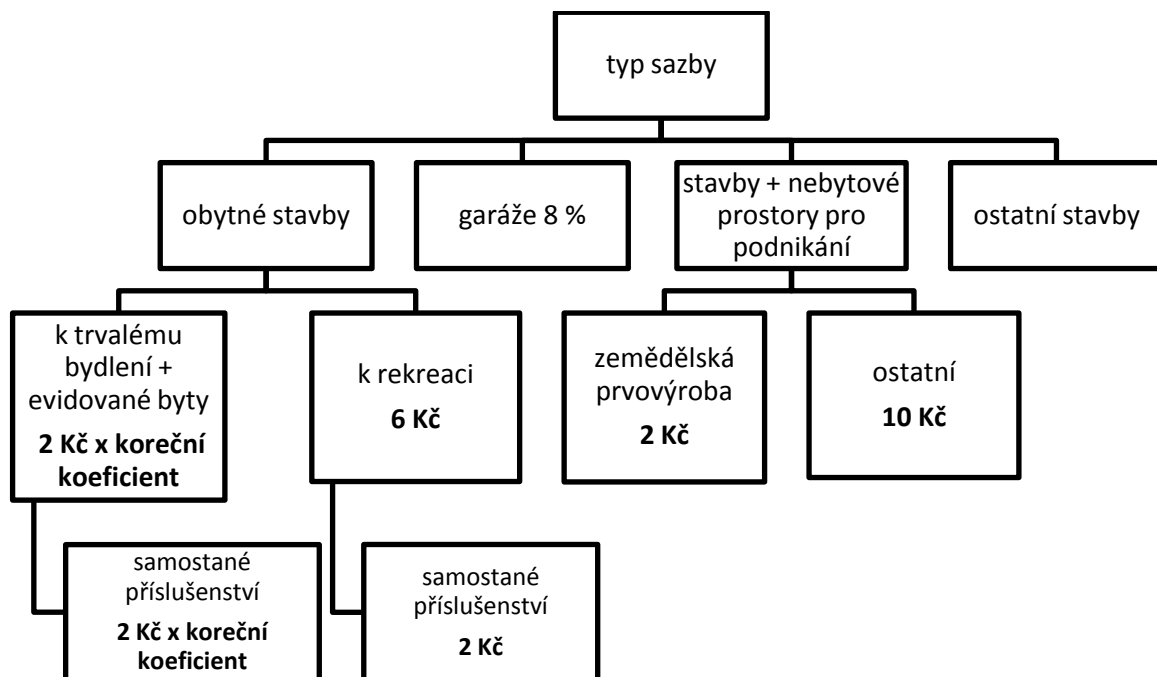 typ sazby
obytné stavby
garáže 8 %
stavby + nebytové
prostory pro
podnikání
ostatní stavby
k trvalému
bydlení +
evidované byty
2 Kč x koreční
koeficient
k rekreaci
6 Kč
zemědělská
prvovýroba
2 Kč
ostatní
10 Kč
samostané
příslušenství
2 Kč x koreční
koeficient
samostané
příslušenství
2 Kč